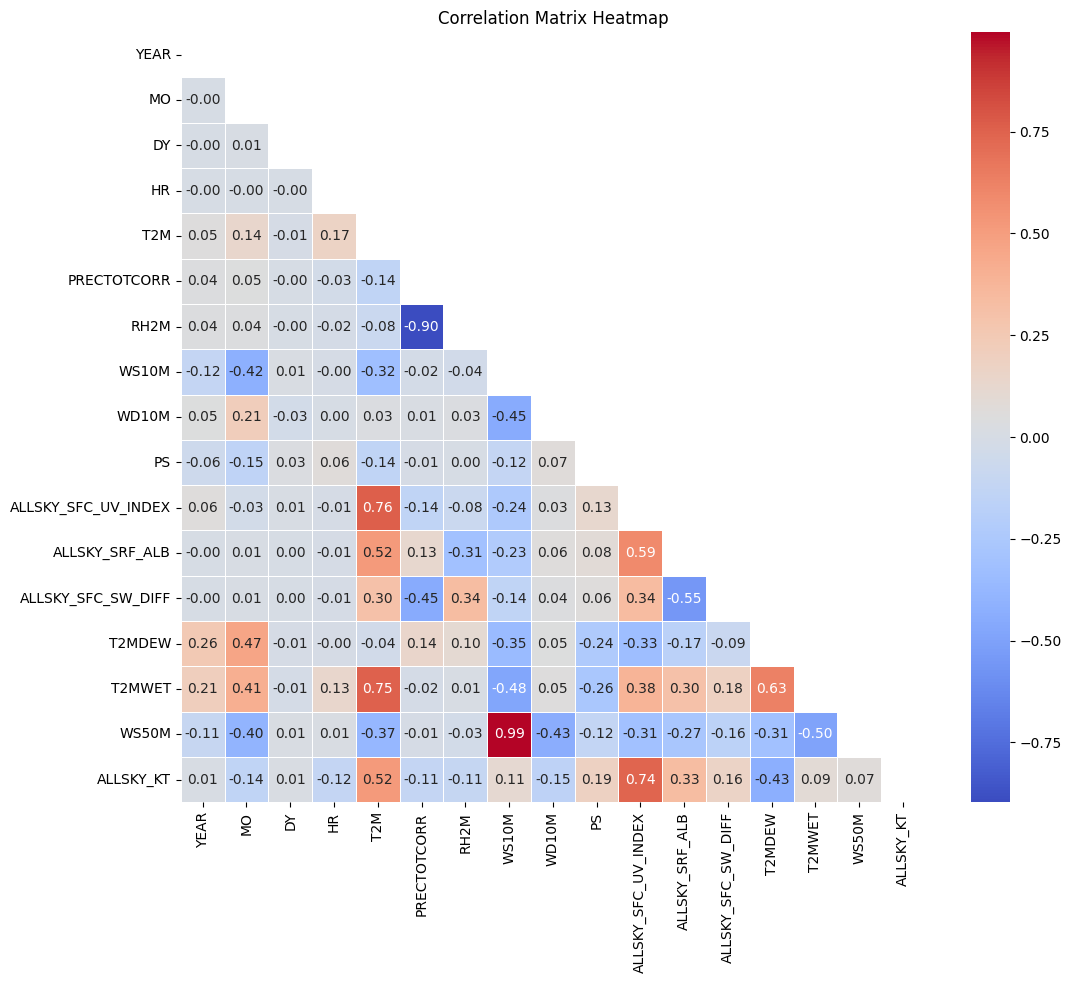 Correlation Matrix Heatmap
YEAR
MO -0.00
DY -0.00 0.01
HR -0.00 -0.00 -0.00
T2M 0.05 0.14 -0.01 0.17
PRECTOTCORR 0.04 0.05 -0.00 -0.03 -0.14
RH2M 0.04 0.04 -0.00 -0.02 -0.08 -0.90
WS10M -0.12 -0.42 0.01 -0.00 -0.32 -0.02 -0.04
WD10M 0.05 0.21 -0.03 0.00 0.03 0.01 0.03 -0.45
PS -0.06 -0.15 0.03 0.06 -0.14 -0.01 0.00 -0.12 0.07
ALLSKY_SFC_UV_INDEX 0.06 -0.03 0.01 -0.01 0.76 -0.14 -0.08 -0.24 0.03 0.13
ALLSKY_SRF_ALB -0.00 0.01 0.00 -0.01 0.52 0.13 -0.31 -0.23 0.06 0.08 0.59
ALLSKY_SFC_SW_DIFF -0.00 0.01 0.00 -0.01 0.30 -0.45 0.34 -0.14 0.04 0.06 0.34 -0.55
T2MDEW 0.26 0.47 -0.01 -0.00 -0.04 0.14 0.10 -0.35 0.05 -0.24 -0.33 -0.17 -0.09
T2MWET 0.21 0.41 -0.01 0.13 0.75 -0.02 0.01 -0.48 0.05 -0.26 0.38 0.30 0.18 0.63
WS50M -0.11 -0.40 0.01 0.01 -0.37 -0.01 -0.03 0.99 -0.43 -0.12 -0.31 -0.27 -0.16 -0.31 -0.50
ALLSKY_KT 0.01 -0.14 0.01 -0.12 0.52 -0.11 -0.11 0.11 -0.15 0.19 0.74 0.33 0.16 -0.43 0.09 0.07
YEAR MO DY HR T2M PRECTOTCORR RH2M WS10M WD10M PS ALLSKY_SFC_UV_INDEX ALLSKY_SRF_ALB ALLSKY_SFC_SW_DIFF T2MDEW T2MWET WS50M ALLSKY_KT
0.75
0.50
0.25
0.00
−0.25
−0.50
−0.75